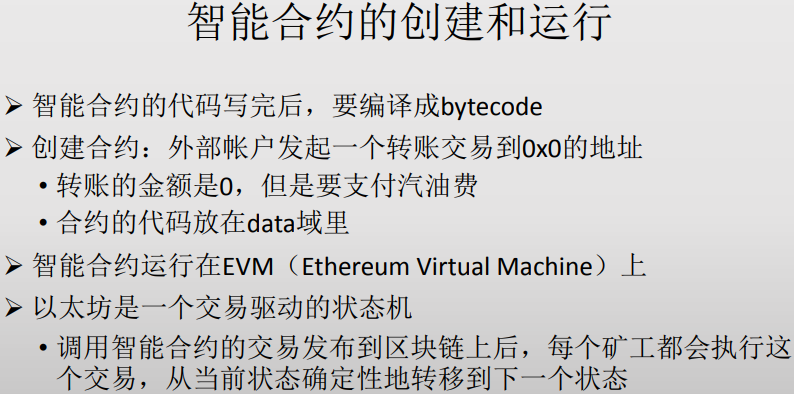 智能合约的创建和运行
➢ 智能合约的代码写完后，要编译成bytecode
➢ 创建合约：外部帐户发起一个转账交易到0x0的地址
• 转账的金额是0，但是要支付汽油费
• 合约的代码放在data域里
➢ 智能合约运行在EVM（Ethereum Virtual Machine）上
➢ 以太坊是一个交易驱动的状态机
• 调用智能合约的交易发布到区块链上后，每个矿工都会执行这
个交易，从当前状态确定性地转移到下一个状态